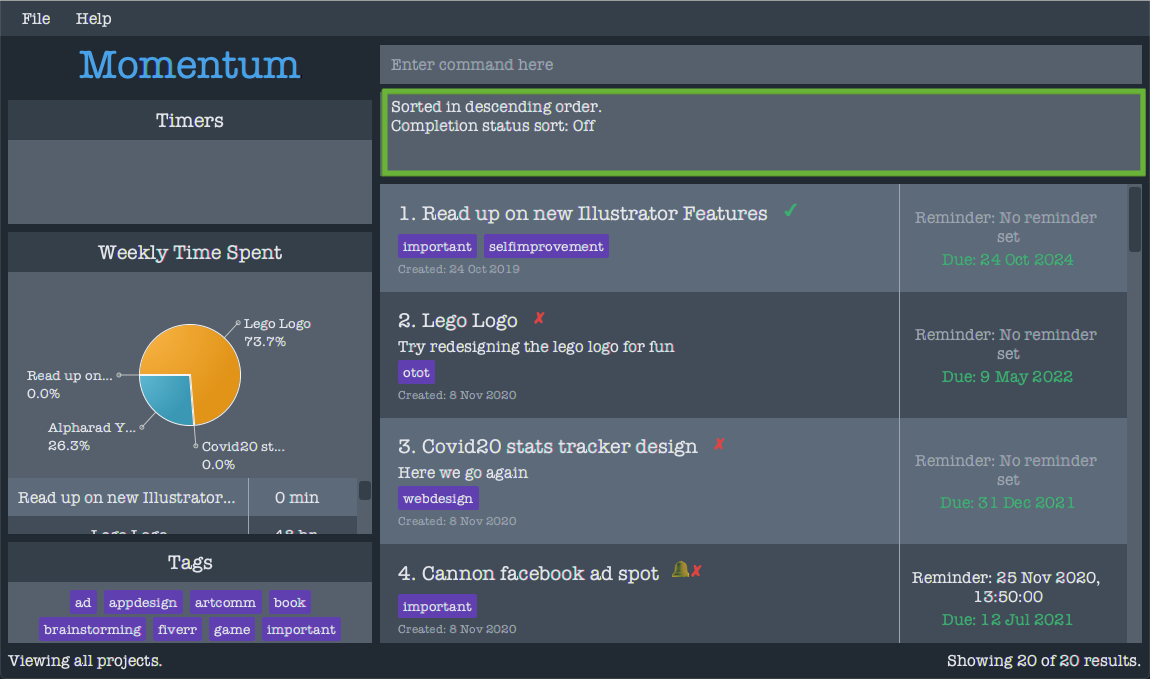 File Help
Momentum
Timers
Weekly Time Spent
Lego Logo
73.7%
Read up on...
0.0%
Alpharad Y...
26.3%
Covid20 st...
0.0%
Read up on new Illustrator... 0 min
Lego Logo 48 hr
Tags
ad appdesign artcomm book
brainstorming fiverr game important
Enter command here
Sorted in descending order.
Completion status sort: Off
1. Read up on new Illustrator Features ✓
important selfimprovement
Created: 24 Oct 2019
Reminder: No reminder
set
Due: 24 Oct 2024
2. Lego Logo ✗
Try redesigning the lego logo for fun
otot
Created: 8 Nov 2020
Reminder: No reminder
set
Due: 9 May 2022
3. Covid20 stats tracker design ✗
Here we go again
webdesign
Created: 8 Nov 2020
Reminder: No reminder
set
Due: 31 Dec 2021
4. Cannon facebook ad spot 🔔✗
important
Created: 8 Nov 2020
Reminder: 25 Nov 2020,
13:50:00
Due: 12 Jul 2021
Viewing all projects.
Showing 20 of 20 results.